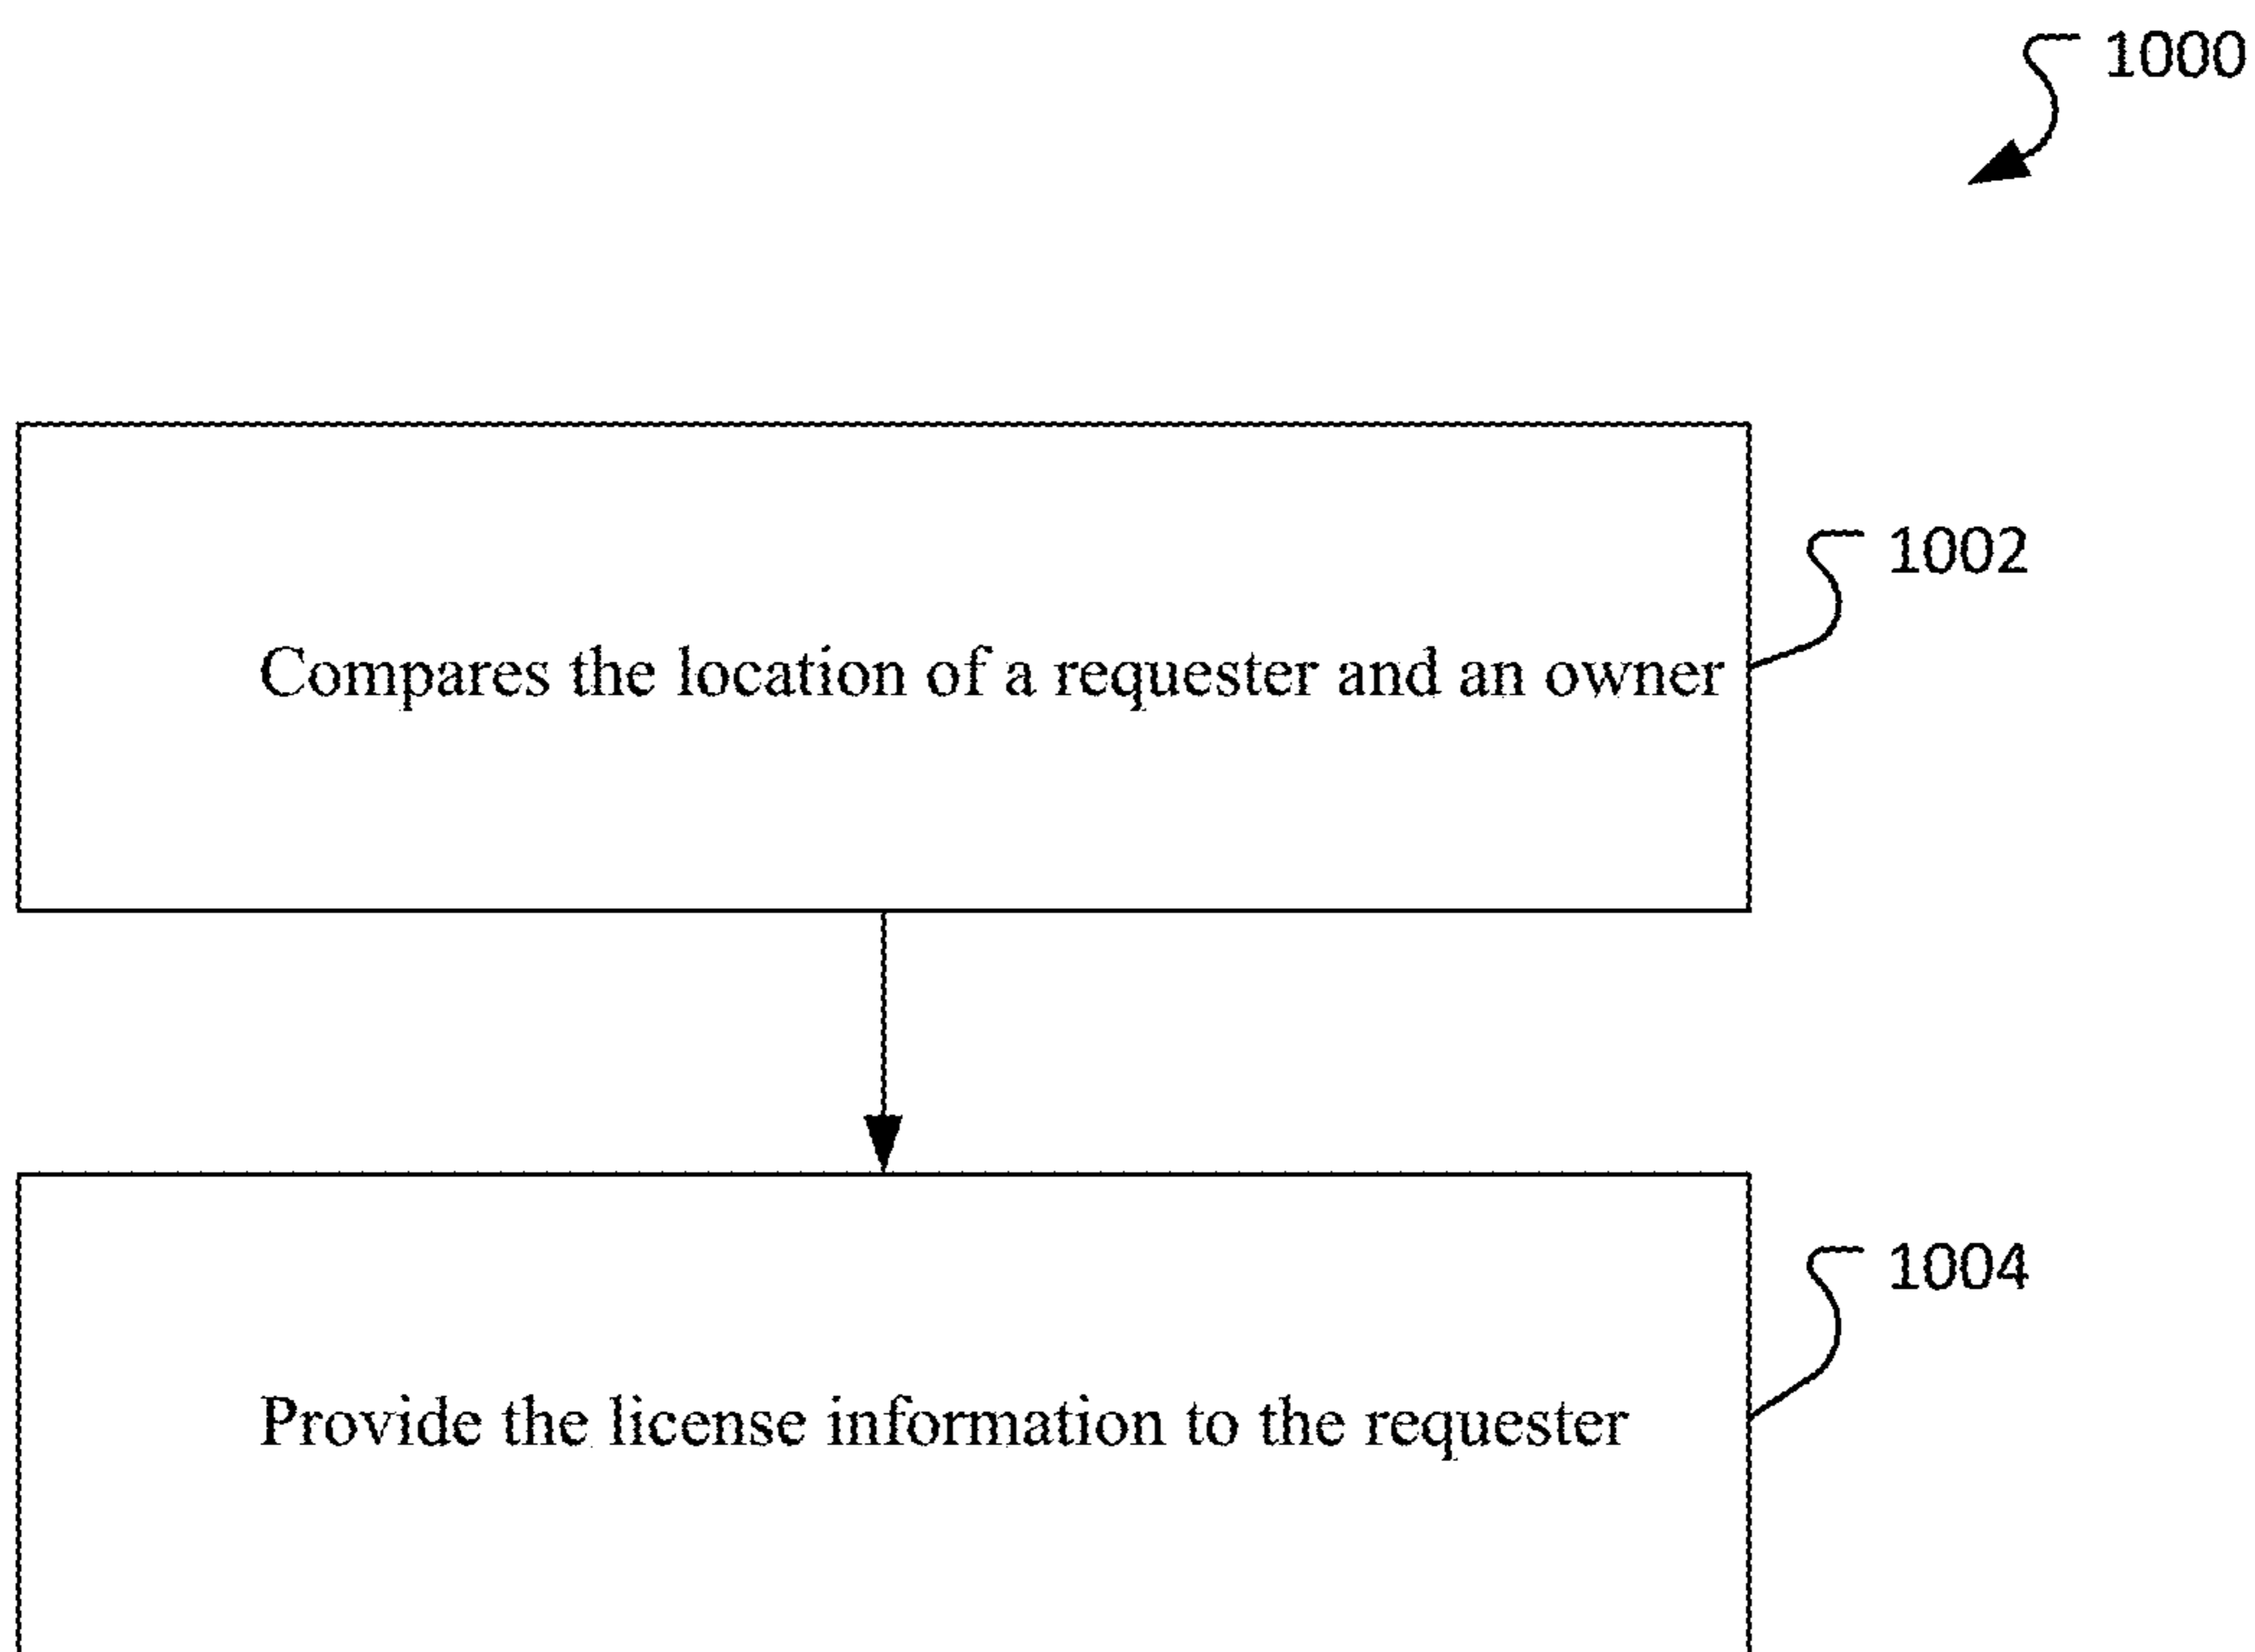 1000
1002
Compares the location of a requester and an owner
1004
Provide the license information to the requester